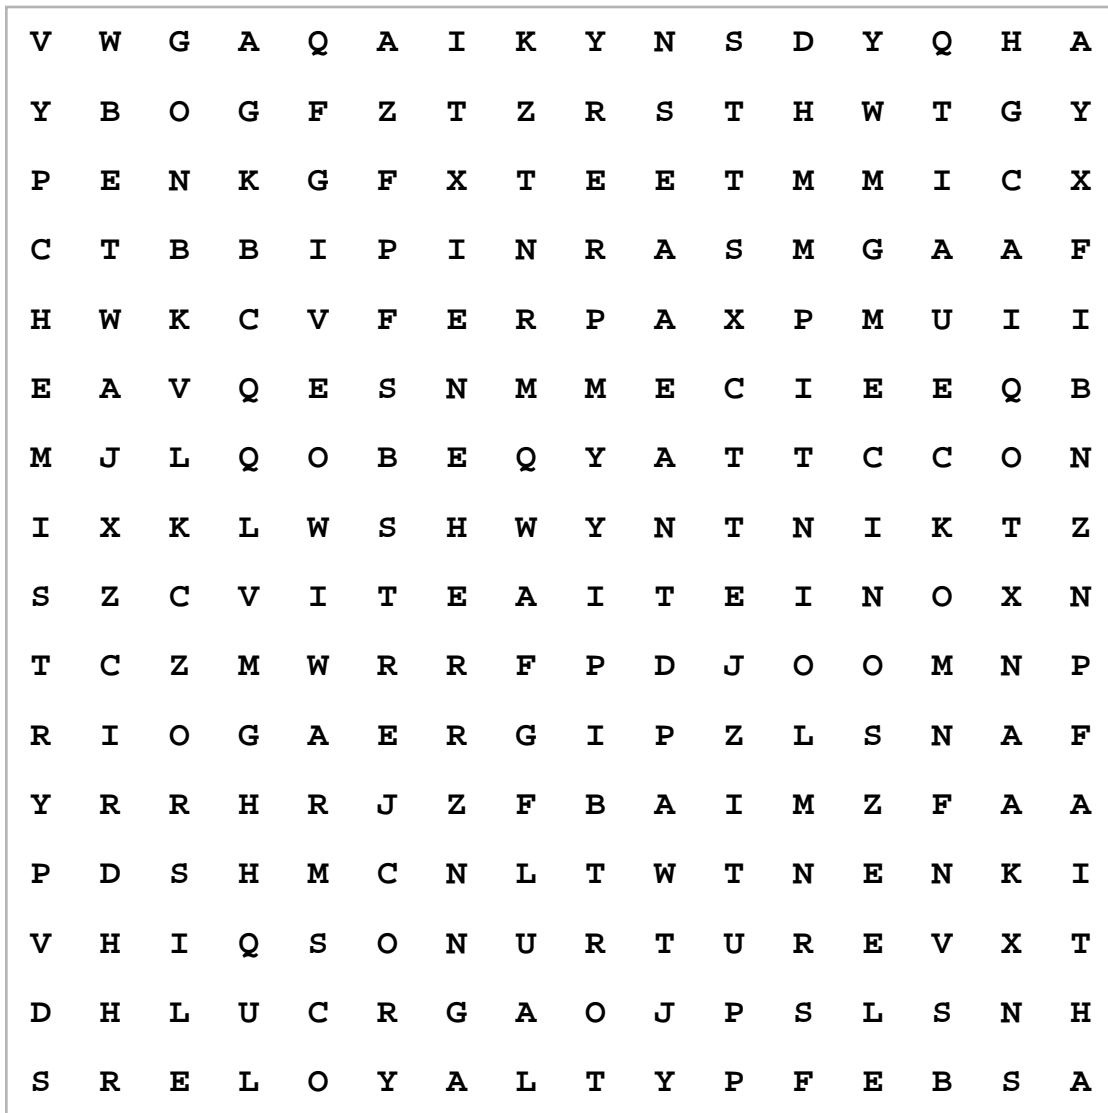 V W G A Q A I K Y N S D Y Q H A
Y B O G F Z T Z R S T H W T G Y
P E N K G F X T E E T M M I C X
C T B B I P I N R A S M G A A F
H W K C V F E R P A X P M U I I
E A V Q E S N M M E C I E E Q B
M J L Q O B E Q Y A T T C C O N
I X K L W S H W Y N T N I K T Z
S Z C V I T E A I T E I N O X N
T C Z M W R R F P D J O O M N P
R I O G A E R G I P Z L S N A F
Y R R H R J Z F B A I M Z F A A
P D S H M C N L T W T N E N K I
V H I Q S O N U R T U R E V X T
D H L U C R G A O J P S L S N H
S R E L O Y A L T Y P F E B S A